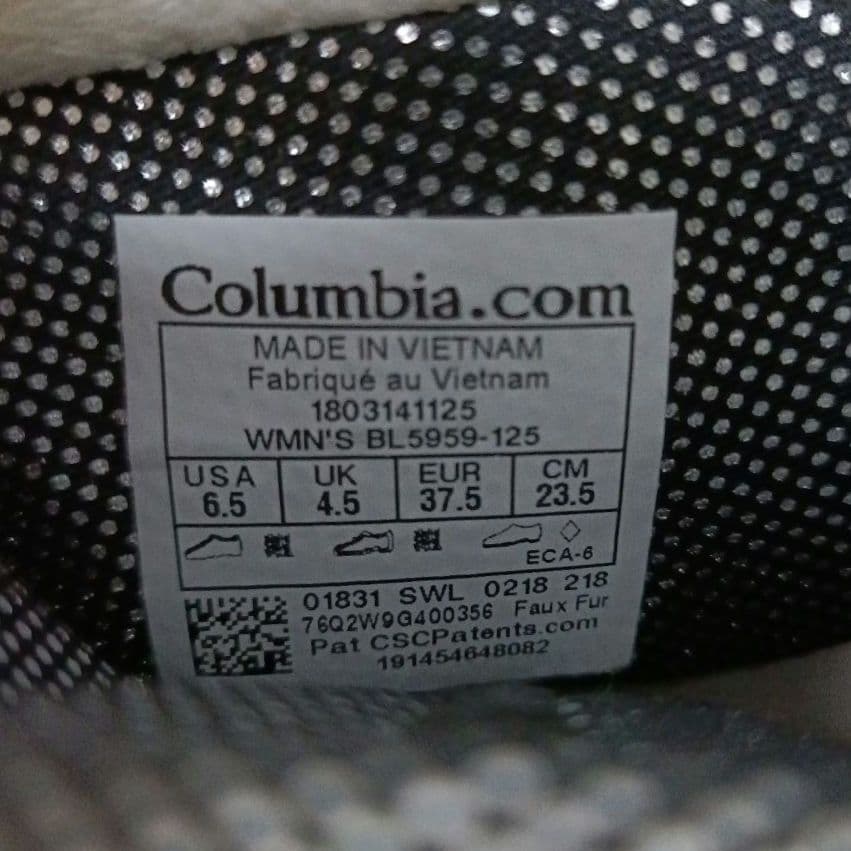 Columbia.com
MADE IN VIETNAM
Fabriqué au Vietnam
1803141125
WMN'S BL5959-125
USA UK EUR CM
6.5 4.5 37.5 23.5
ECA-6
01831 SWL 0218 218
76Q2W9G400356 Faux Fur
Pat CSCPatents.com
191454648082